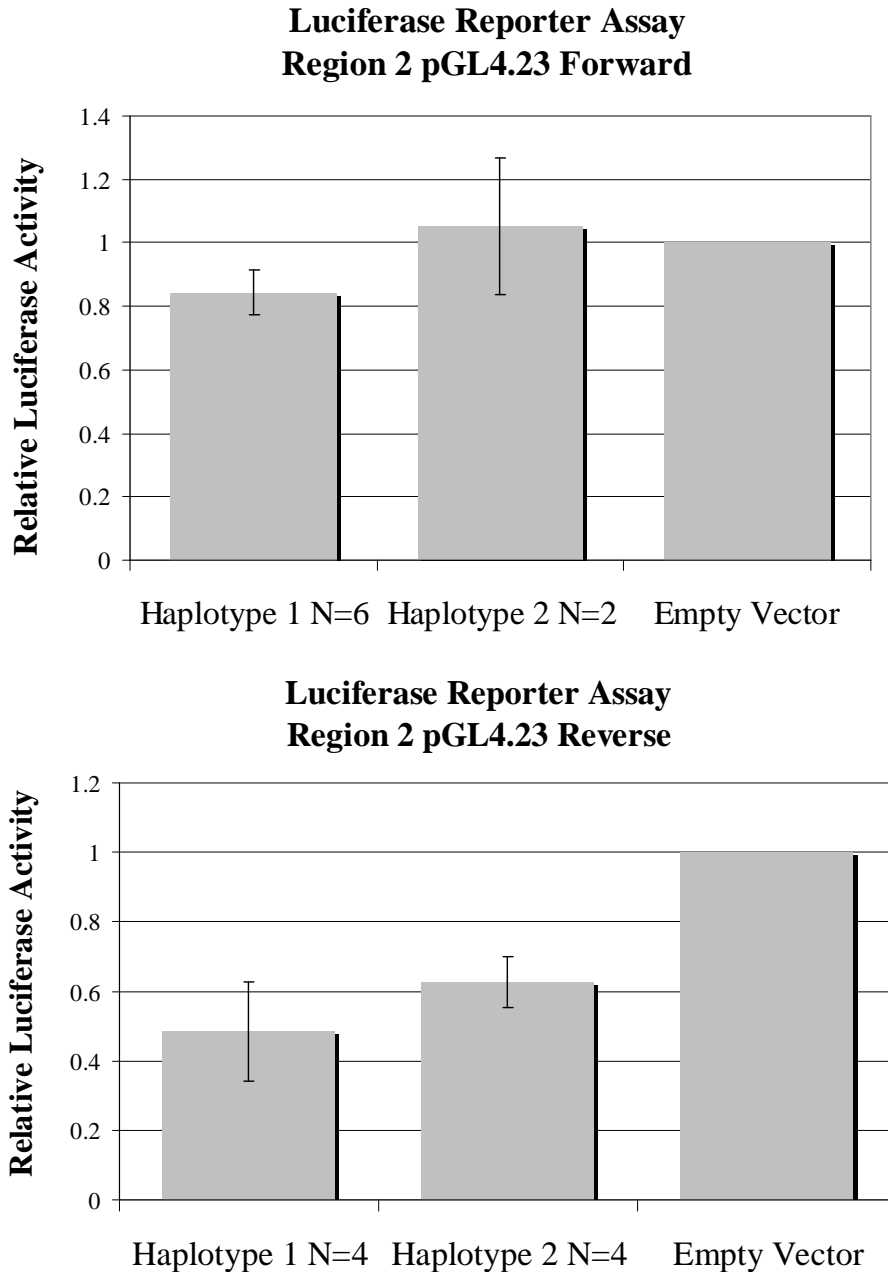 Luciferase Reporter Assay
Region 2 pGL4.23 Forward
Relative Luciferase Activity
1.4
1.2
1
0.8
0.6
0.4
0.2
0
Haplotype 1 N=6 Haplotype 2 N=2 Empty Vector
Luciferase Reporter Assay
Region 2 pGL4.23 Reverse
Relative Luciferase Activity
1.2
1
0.8
0.6
0.4
0.2
0
Haplotype 1 N=4 Haplotype 2 N=4 Empty Vector